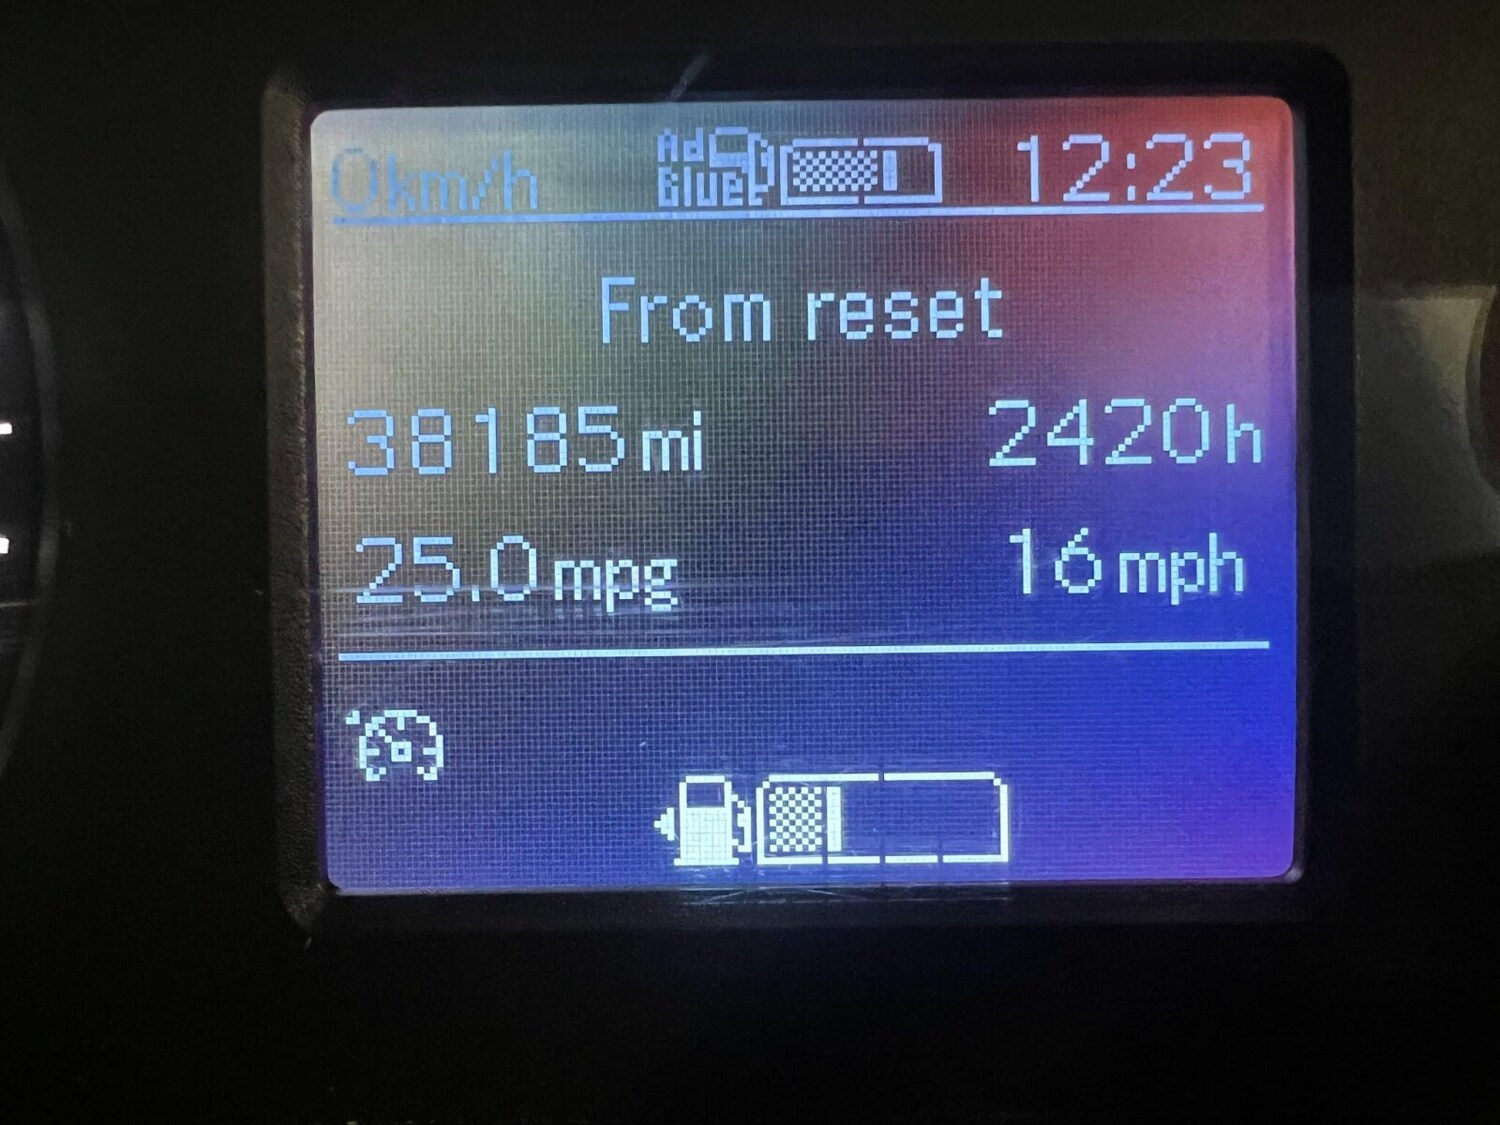 0km/h Ad Blue 12:23
From reset
38185mi 2420h
25.0mpg 16mph